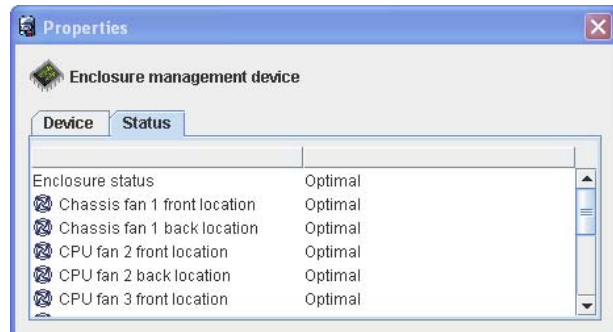 Properties
Enclosure management device
Device Status
Enclosure status Optimal
Chassis fan 1 front location Optimal
Chassis fan 1 back location Optimal
CPU fan 2 front location Optimal
CPU fan 2 back location Optimal
CPU fan 3 front location Optimal